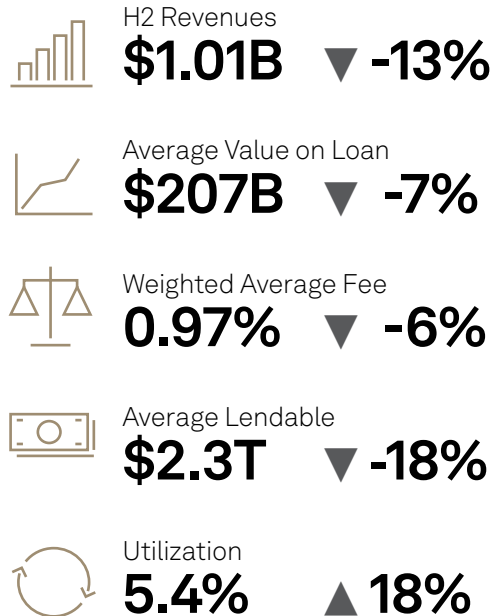 H2 Revenues
$1.01B ▼ -13%
Average Value on Loan
$207B ▼ -7%
Weighted Average Fee
0.97% ▼ -6%
Average Lendable
$2.3T ▼ -18%
Utilization
5.4% ▲ 18%